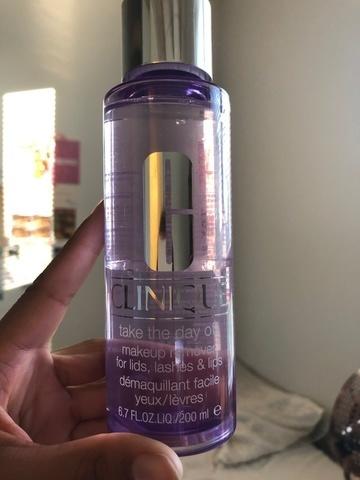 CLINIQUE
take the day of
makeup remover
for lids, lashes & lips
démaquillant facile
yeux/lèvres
6.7 FL.OZ.LIQ./200 ml e